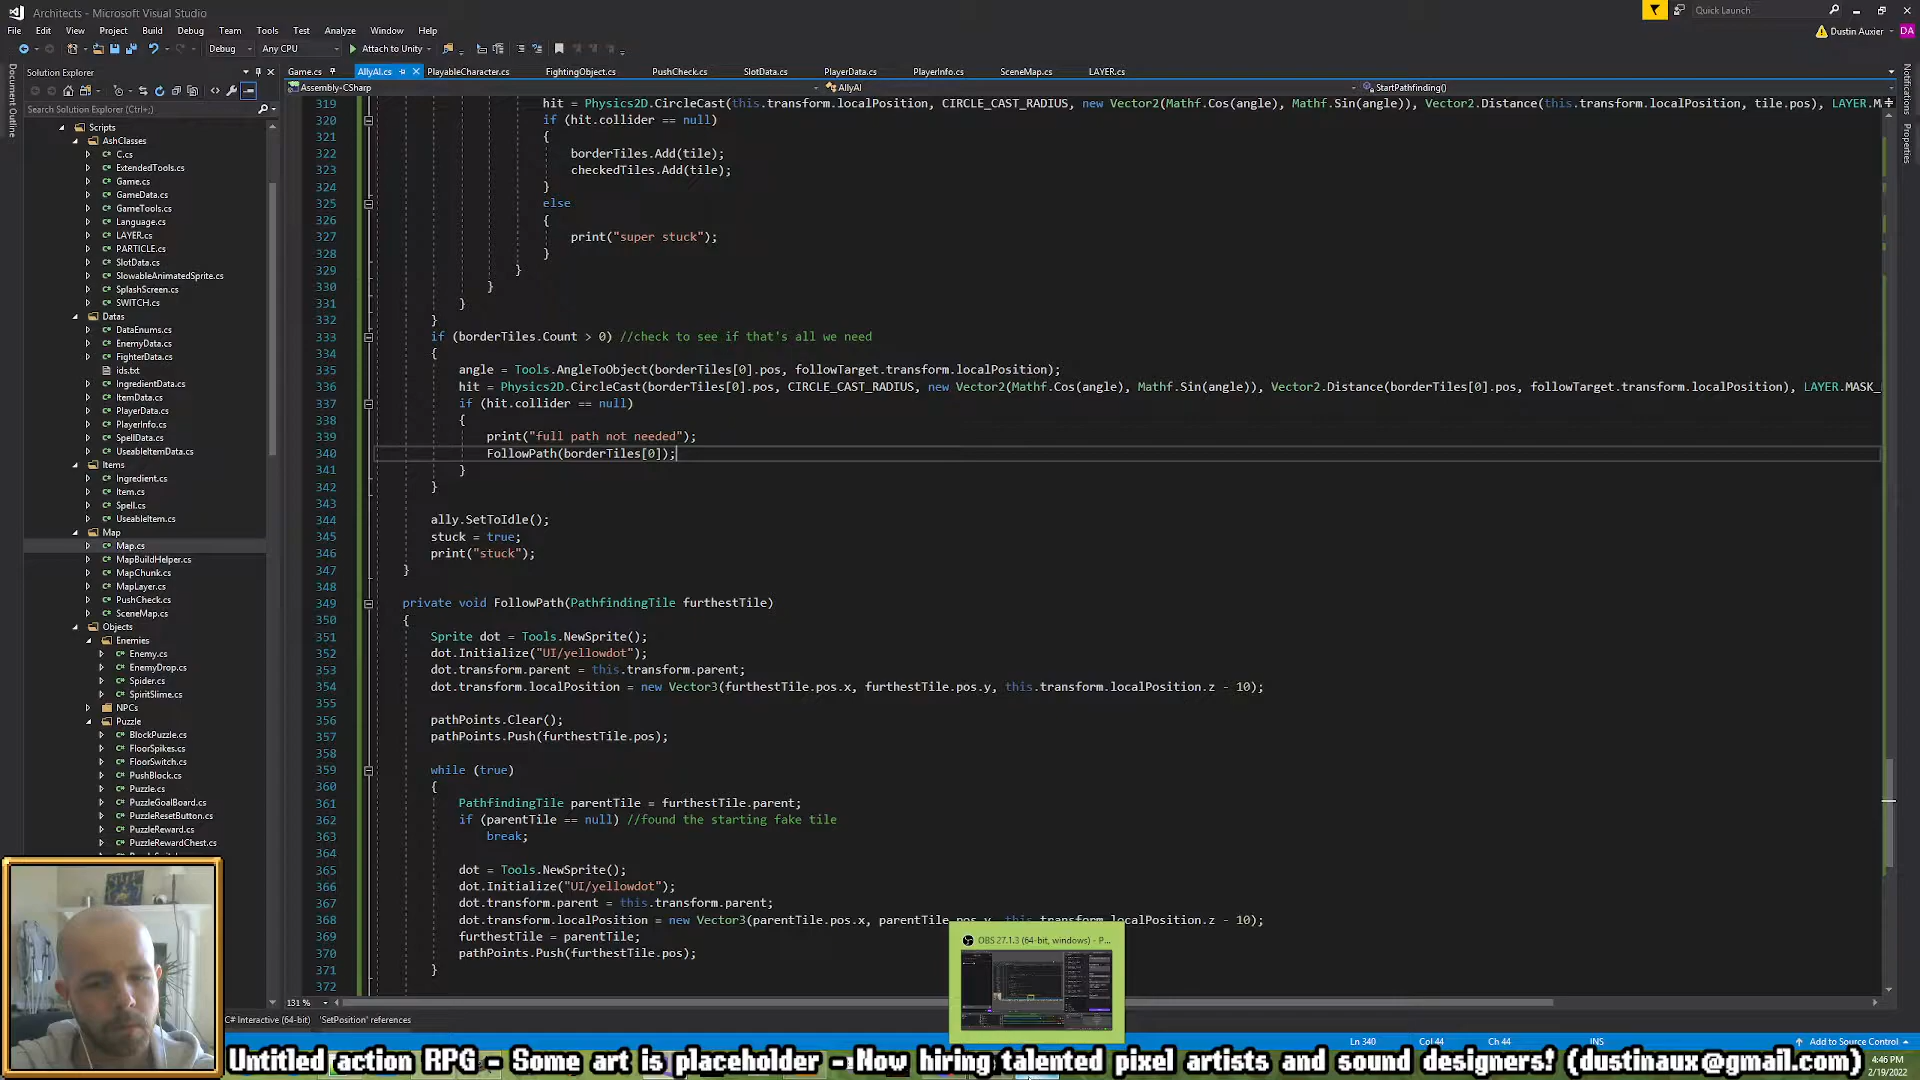 Architects - Microsoft Visual Studio
Quick Launch
File Edit View Project Build Debug Team Tools Test Analyze Window Help
Dustin Auxier
DA
Debug Any CPU Attach to Unity
Document Outline
Notifications
Properties
Solution Explorer
Search Solution Explorer (Ctrl+;)
Game.cs AllyAI.cs PlayableCharacter.cs FightingObject.cs PushCheck.cs SlotData.cs PlayerData.cs PlayerInfo.cs SceneMap.cs LAYER.cs
Assembly-CSharp AllyAI StartPathfinding()
Scripts
AshClasses
C.cs
ExtendedTools.cs
Game.cs
GameData.cs
GameTools.cs
Language.cs
LAYER.cs
PARTICLE.cs
SlotData.cs
SlowableAnimatedSprite.cs
SplashScreen.cs
SWITCH.cs
Datas
DataEnums.cs
EnemyData.cs
FighterData.cs
ids.txt
IngredientData.cs
ItemData.cs
PlayerData.cs
PlayerInfo.cs
SpellData.cs
UseableItemData.cs
Items
Ingredient.cs
Item.cs
Spell.cs
UseableItem.cs
Map
Map.cs
MapBuildHelper.cs
MapChunk.cs
MapLayer.cs
PushCheck.cs
SceneMap.cs
Objects
Enemies
Enemy.cs
EnemyDrop.cs
Spider.cs
SpiritSlime.cs
NPCs
Puzzle
BlockPuzzle.cs
FloorSpikes.cs
FloorSwitch.cs
PushBlock.cs
Puzzle.cs
PuzzleGoalBoard.cs
PuzzleResetButton.cs
PuzzleReward.cs
PuzzleRewardChest.cs
319 hit = Physics2D.CircleCast(this.transform.localPosition, CIRCLE_CAST_RADIUS, new Vector2(Mathf.Cos(angle), Mathf.Sin(angle)), Vector2.Distance(this.transform.localPosition, tile.pos), LAYER.M
320 if (hit.collider == null)
321 {
322 borderTiles.Add(tile);
323 checkedTiles.Add(tile);
324 }
325 else
326 {
327 print("super stuck");
328 }
329 }
330 }
331 }
332 }
333 if (borderTiles.Count > 0) //check to see if that's all we need
334 {
335 angle = Tools.AngleToObject(borderTiles[0].pos, followTarget.transform.localPosition);
336 hit = Physics2D.CircleCast(borderTiles[0].pos, CIRCLE_CAST_RADIUS, new Vector2(Mathf.Cos(angle), Mathf.Sin(angle)), Vector2.Distance(borderTiles[0].pos, followTarget.transform.localPosition), LAYER.MASK_
337 if (hit.collider == null)
338 {
339 print("full path not needed");
340 FollowPath(borderTiles[0]);
341 }
342 }
343
344 ally.SetToIdle();
345 stuck = true;
346 print("stuck");
347 }
348
349 private void FollowPath(PathfindingTile furthestTile)
350 {
351 Sprite dot = Tools.NewSprite();
352 dot.Initialize("UI/yellowdot");
353 dot.transform.parent = this.transform.parent;
354 dot.transform.localPosition = new Vector3(furthestTile.pos.x, furthestTile.pos.y, this.transform.localPosition.z - 10);
355
356 pathPoints.Clear();
357 pathPoints.Push(furthestTile.pos);
358
359 while (true)
360 {
361 PathfindingTile parentTile = furthestTile.parent;
362 if (parentTile == null) //found the starting fake tile
363 break;
364
365 dot = Tools.NewSprite();
366 dot.Initialize("UI/yellowdot");
367 dot.transform.parent = this.transform.parent;
368 dot.transform.localPosition = new Vector3(parentTile.pos.x, parentTile.pos.y, this.transform.localPosition.z - 10);
369 furthestTile = parentTile;
370 pathPoints.Push(furthestTile.pos);
371 }
372
OBS 27.1.3 (64-bit, windows) - P...
131 %
C# Interactive (64-bit) 'SetPosition' references
Ln 340 Col 44 Ch 44 INS Add to Source Control
Untitled action RPG - Some art is placeholder - Now hiring talented pixel artists and sound designers! (dustinaux@gmail.com)
4:46 PM
2/19/2022